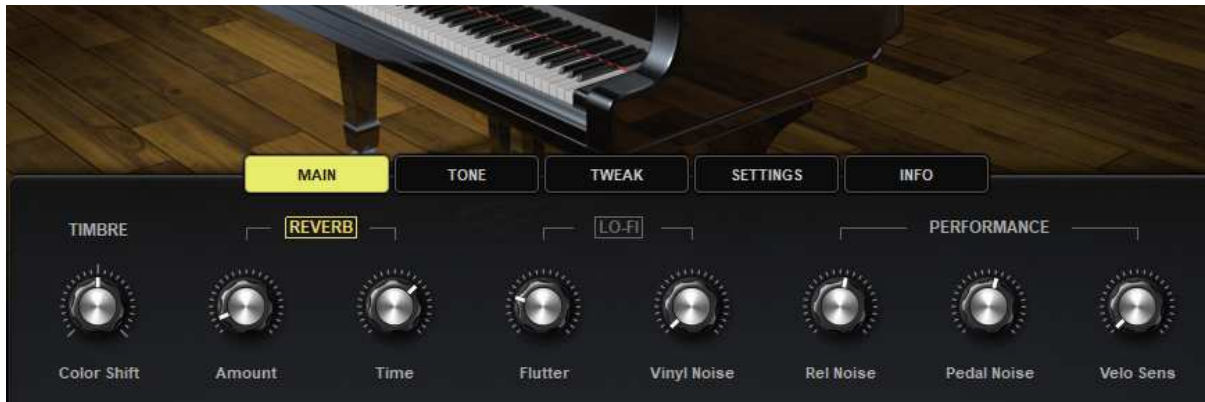 MAIN TONE TWEAK SETTINGS INFO
TIMBRE REVERB LO-FI PERFORMANCE
Color Shift Amount Time Flutter Vinyl Noise Rel Noise Pedal Noise Velo Sens